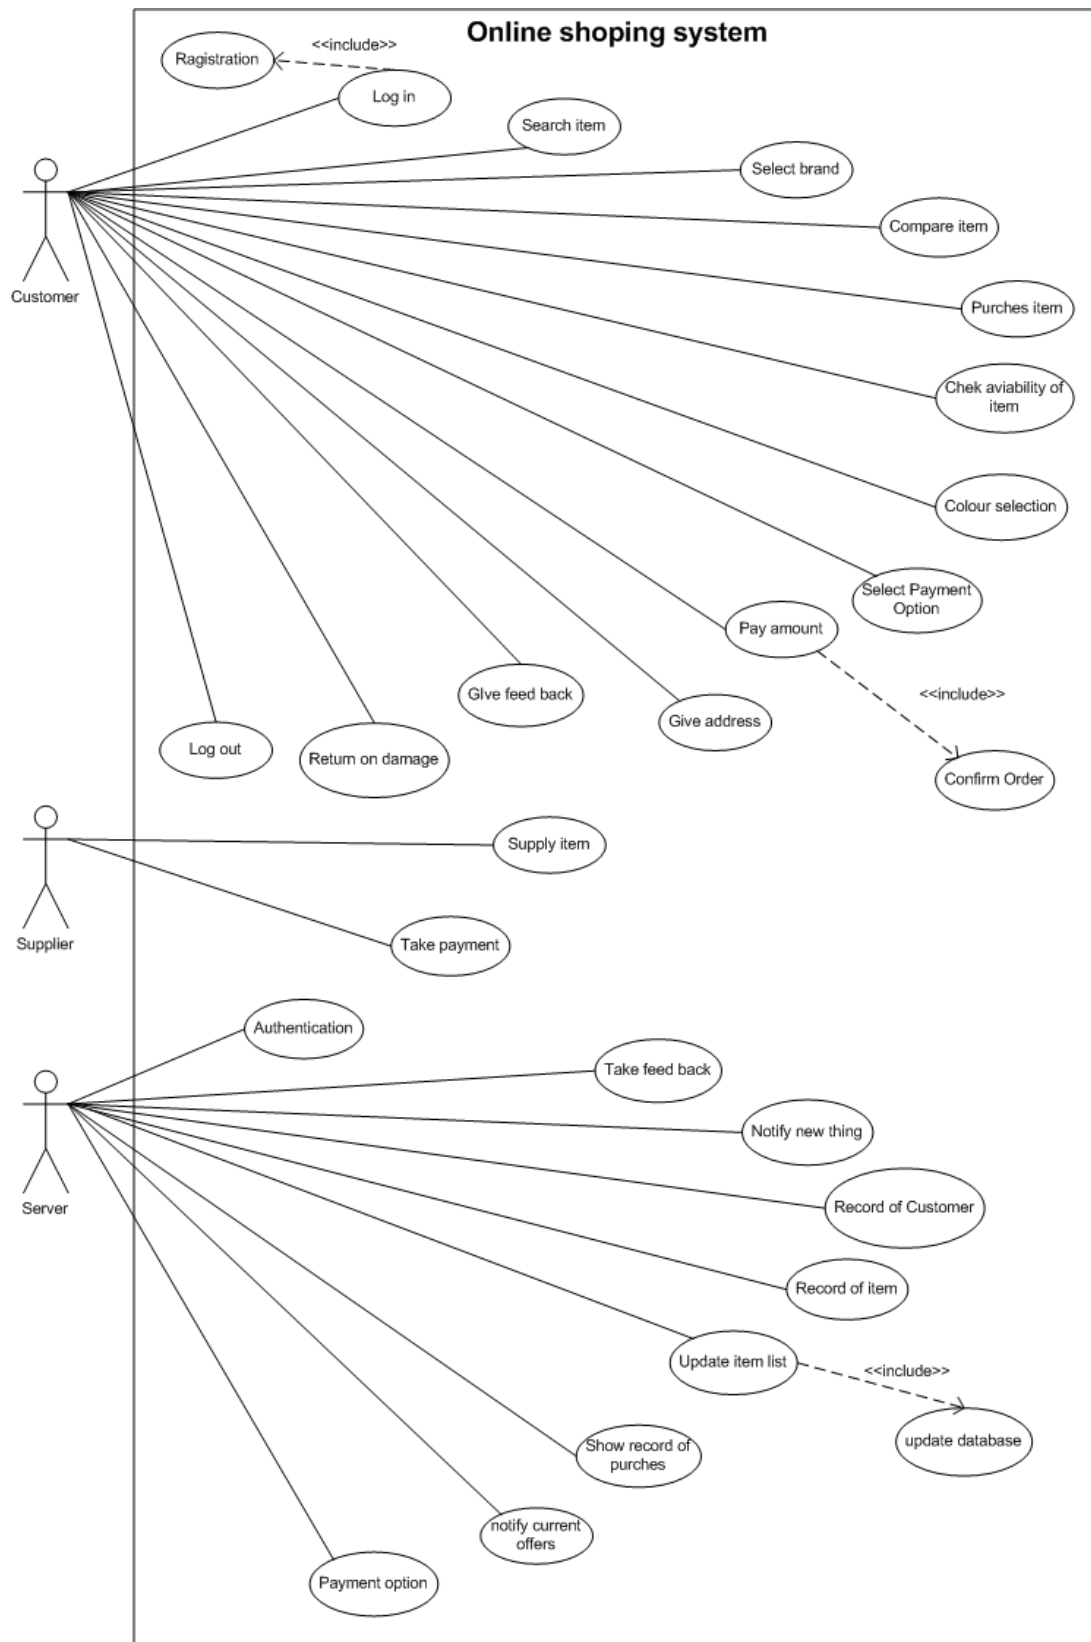 Online shoping system
<<include>>
Ragistration
Log in
Search item
Select brand
Compare item
Customer
Purches item
Chek aviability of
item
Colour selection
Select Payment
Option
Pay amount
GIve feed back
<<include>>
Give address
Log out
Return on damage
Confirm Order
Supply item
Supplier
Take payment
Authentication
Take feed back
Notify new thing
Server
Record of Customer
Record of item
Update item list
<<include>>
update database
Show record of
purches
notify current
offers
Payment option